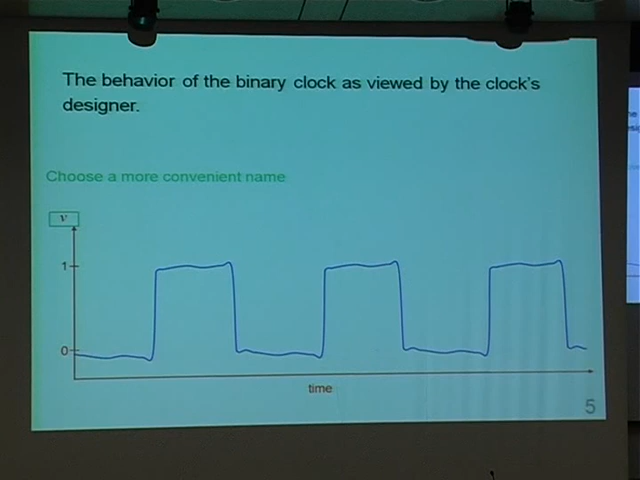 The behavior of the binary clock as viewed by the clock's
designer.
Choose a more convenient name
v
1
0
time
5